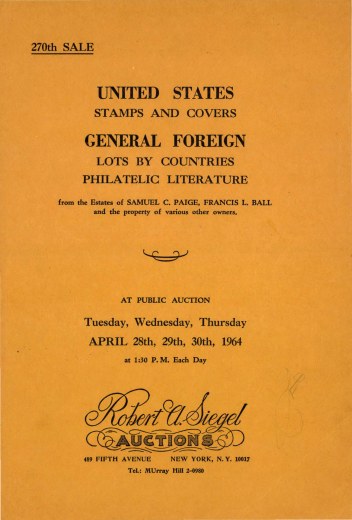 270th SALE
UNITED STATES
STAMPS AND COVERS
GENERAL FOREIGN
LOTS BY COUNTRIES
PHILATELIC LITERATURE
from the Estates of SAMUEL C. PAIGE, FRANCIS L. BALL
and the property of various other owners.
AT PUBLIC AUCTION
Tuesday, Wednesday, Thursday
APRIL 28th, 29th, 30th, 1964
at 1:30 P.M. Each Day
Robert A. Siegel
AUCTIONS
489 FIFTH AVENUE NEW YORK, N. Y. 10017
Tel.: MUrray Hill 2-6980